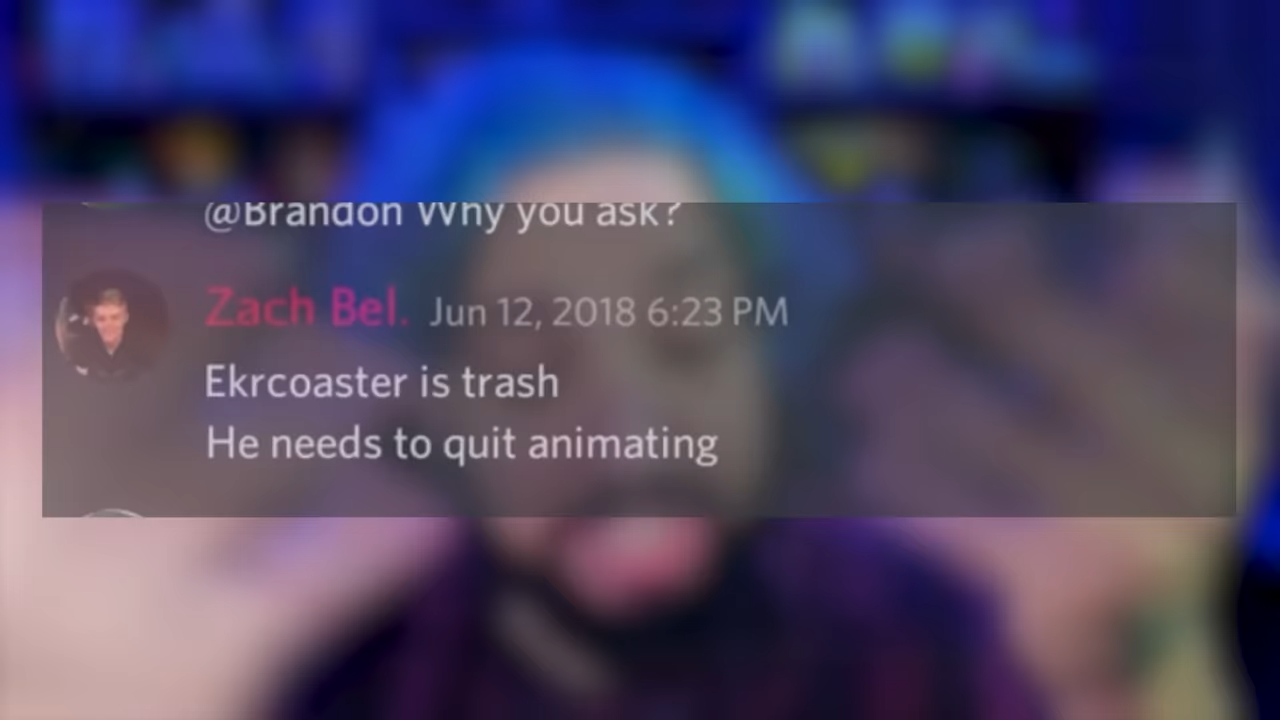 @Brandon Why you ask?
Zach Bel. Jun 12, 2018 6:23 PM
Ekrcoaster is trash
He needs to quit animating